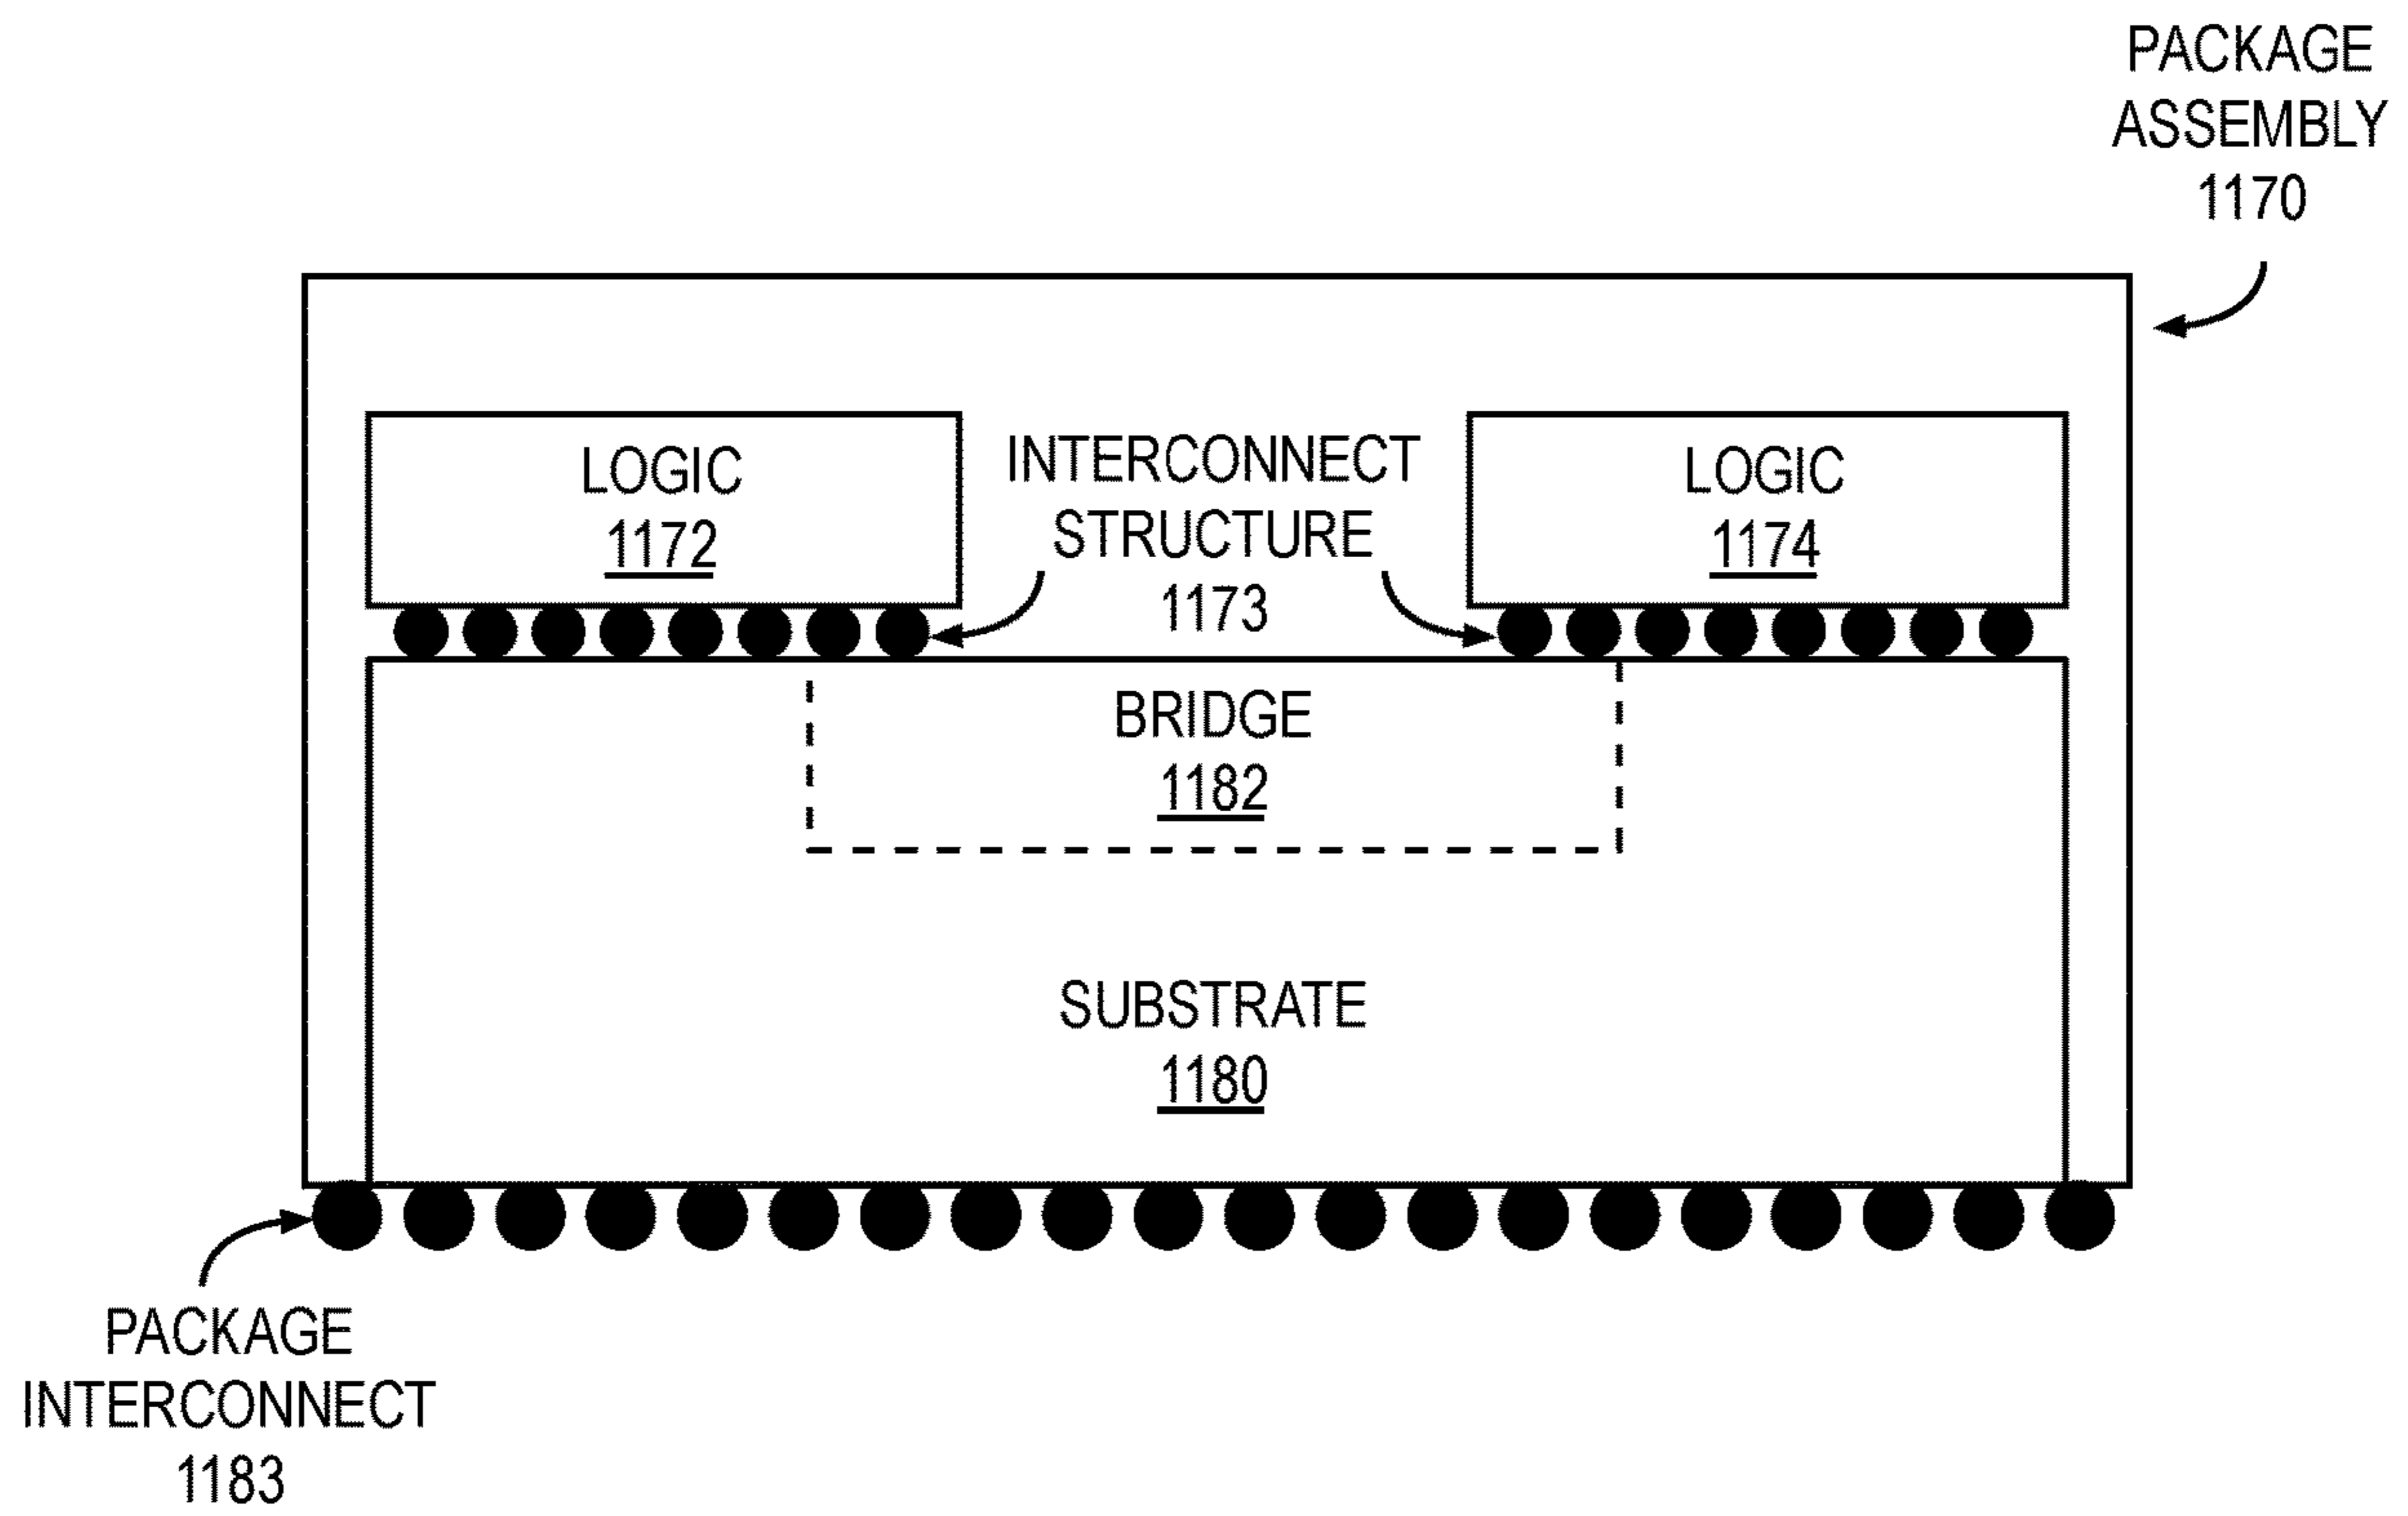 PACKAGE
ASSEMBLY
1170
LOGIC
1172
INTERCONNECT
STRUCTURE
1173
LOGIC
1174
BRIDGE
1182
SUBSTRATE
1180
PACKAGE
INTERCONNECT
1183